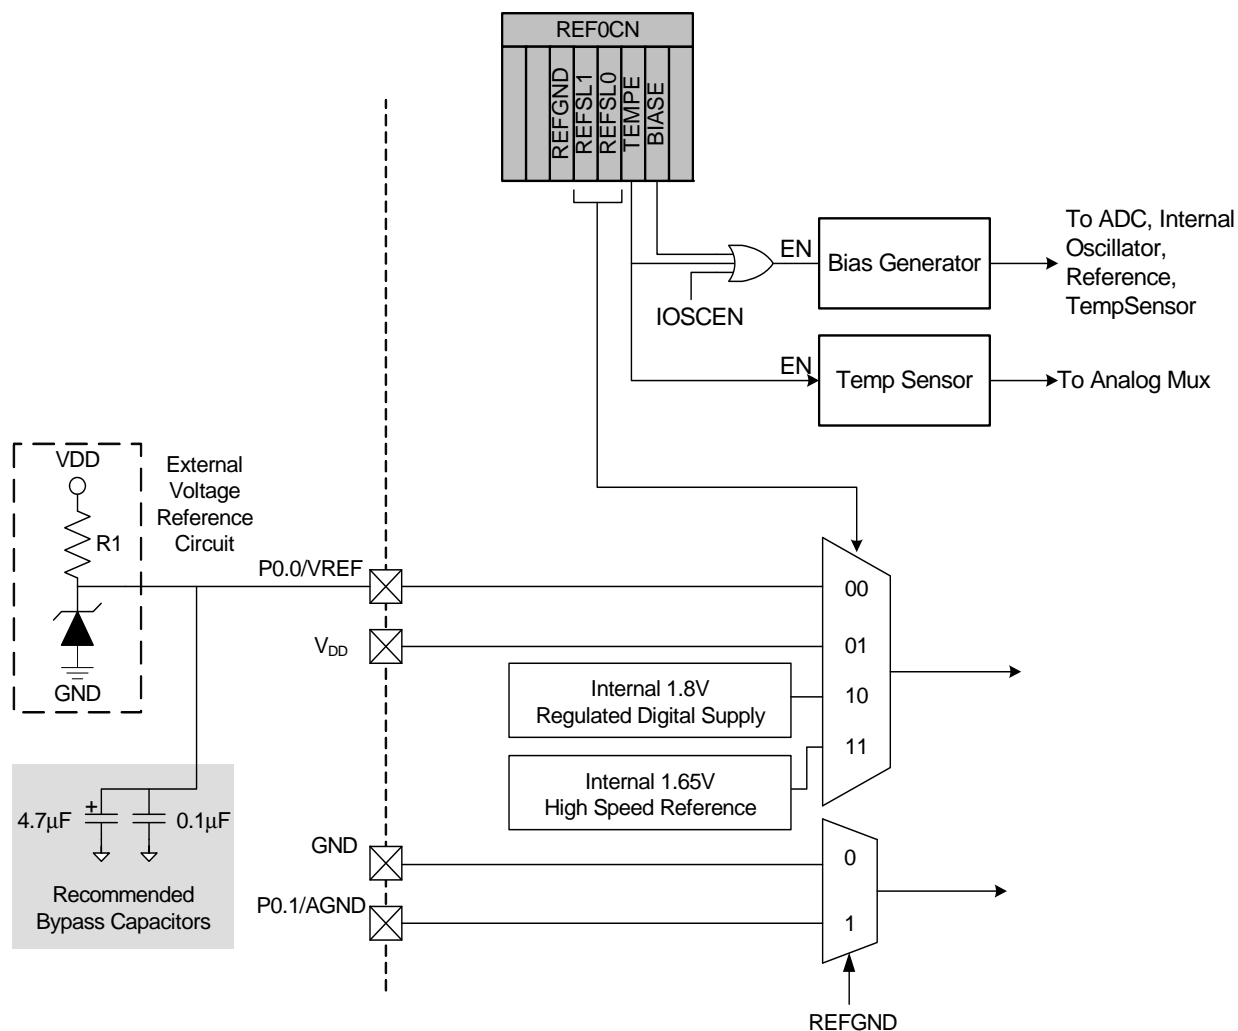 REF0CN
REFGND
REFSL1
REFSL0
TEMPE
BIASE
EN
Bias Generator
To ADC, Internal
Oscillator,
Reference,
TempSensor
IOSCEN
EN
Temp Sensor
To Analog Mux
VDD
R1
GND
External
Voltage
Reference
Circuit
P0.0/VREF
00
VDD
01
Internal 1.8V
Regulated Digital Supply
10
11
Internal 1.65V
High Speed Reference
+
4.7μF
0.1μF
Recommended
Bypass Capacitors
GND
0
P0.1/AGND
1
REFGND